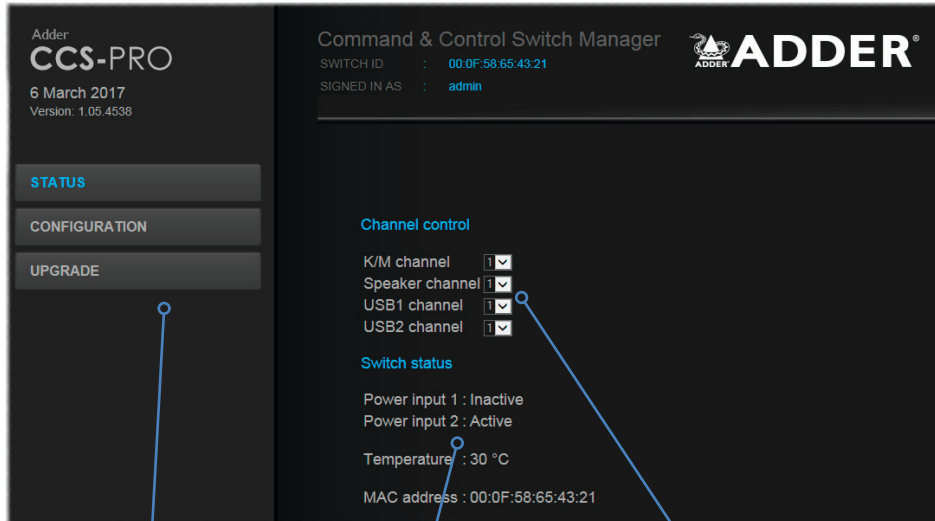 Adder
CCS-PRO
6 March 2017
Version: 1.05.4538
Command & Control Switch Manager
SWITCH ID : 00:0F:58:65:43:21
SIGNED IN AS : admin
ADDER
ADDER®
STATUS
CONFIGURATION
UPGRADE
Channel control
K/M channel 1
Speaker channel 1
USB1 channel 1
USB2 channel 1
Switch status
Power input 1 : Inactive
Power input 2 : Active
Temperature : 30 °C
MAC address : 00:0F:58:65:43:21